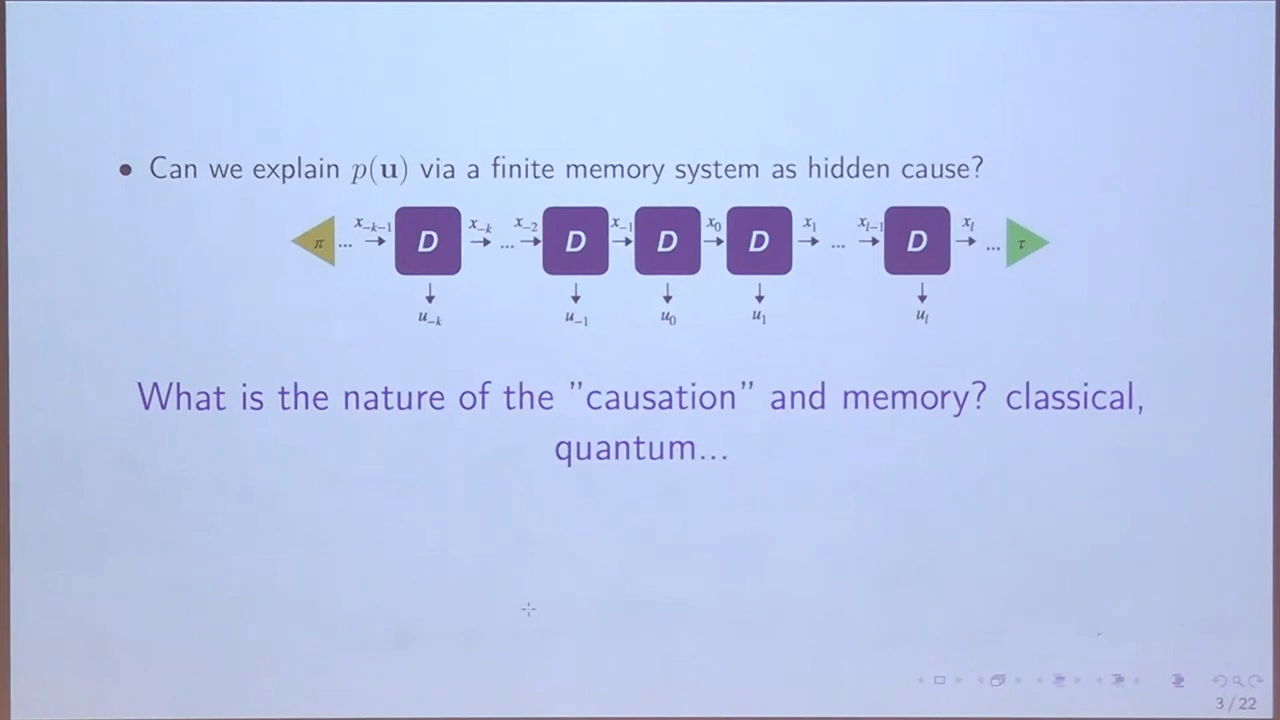 • Can we explain p(u) via a finite memory system as hidden cause?
π ... x₋ₖ₋₁ D x₋ₖ ... x₋₂ D x₋₁ D x₀ D x₁ ... xₗ₋₁ D xₗ ... τ
u₋ₖ u₋₁ u₀ u₁ uₗ
What is the nature of the ”causation” and memory? classical,
quantum...
3 / 22